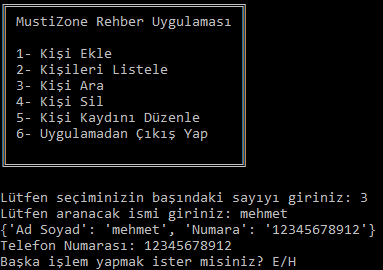 MustiZone Rehber Uygulaması
1- Kişi Ekle
2- Kişileri Listele
3- Kişi Ara
4- Kişi Sil
5- Kişi Kaydını Düzenle
6- Uygulamadan Çıkış Yap
Lütfen seçiminizin başındaki sayıyı giriniz: 3
Lütfen aranacak ismi giriniz: mehmet
{'Ad Soyad': 'mehmet', 'Numara': '12345678912'}
Telefon Numarası: 12345678912
Başka işlem yapmak ister misiniz? E/H